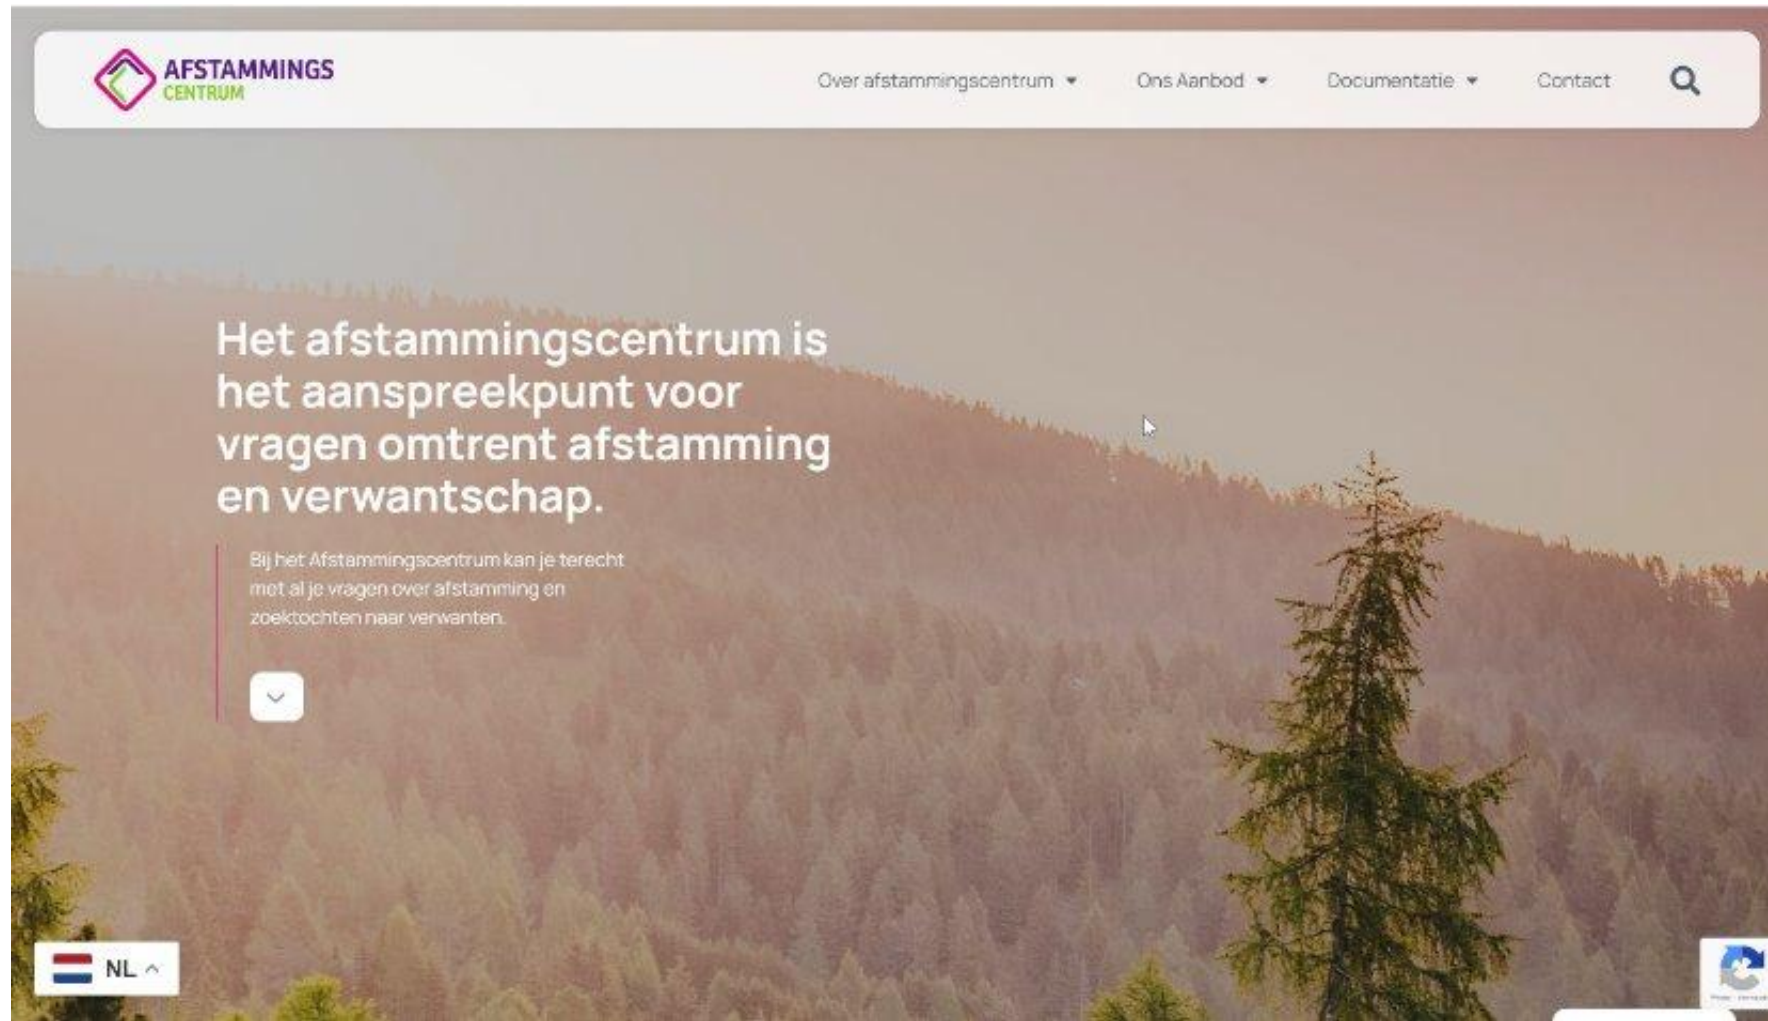 AFSTAMMINGS
CENTRUM
Over afstammingscentrum
Ons Aanbod
Documentatie
Contact
Het afstammingscentrum is
het aanspreekpunt voor
vragen omtrent afstamming
en verwantschap.
Bij het Afstammingscentrum kan je terecht
met al je vragen over afstamming en
zoektochten naar verwanten.
NL